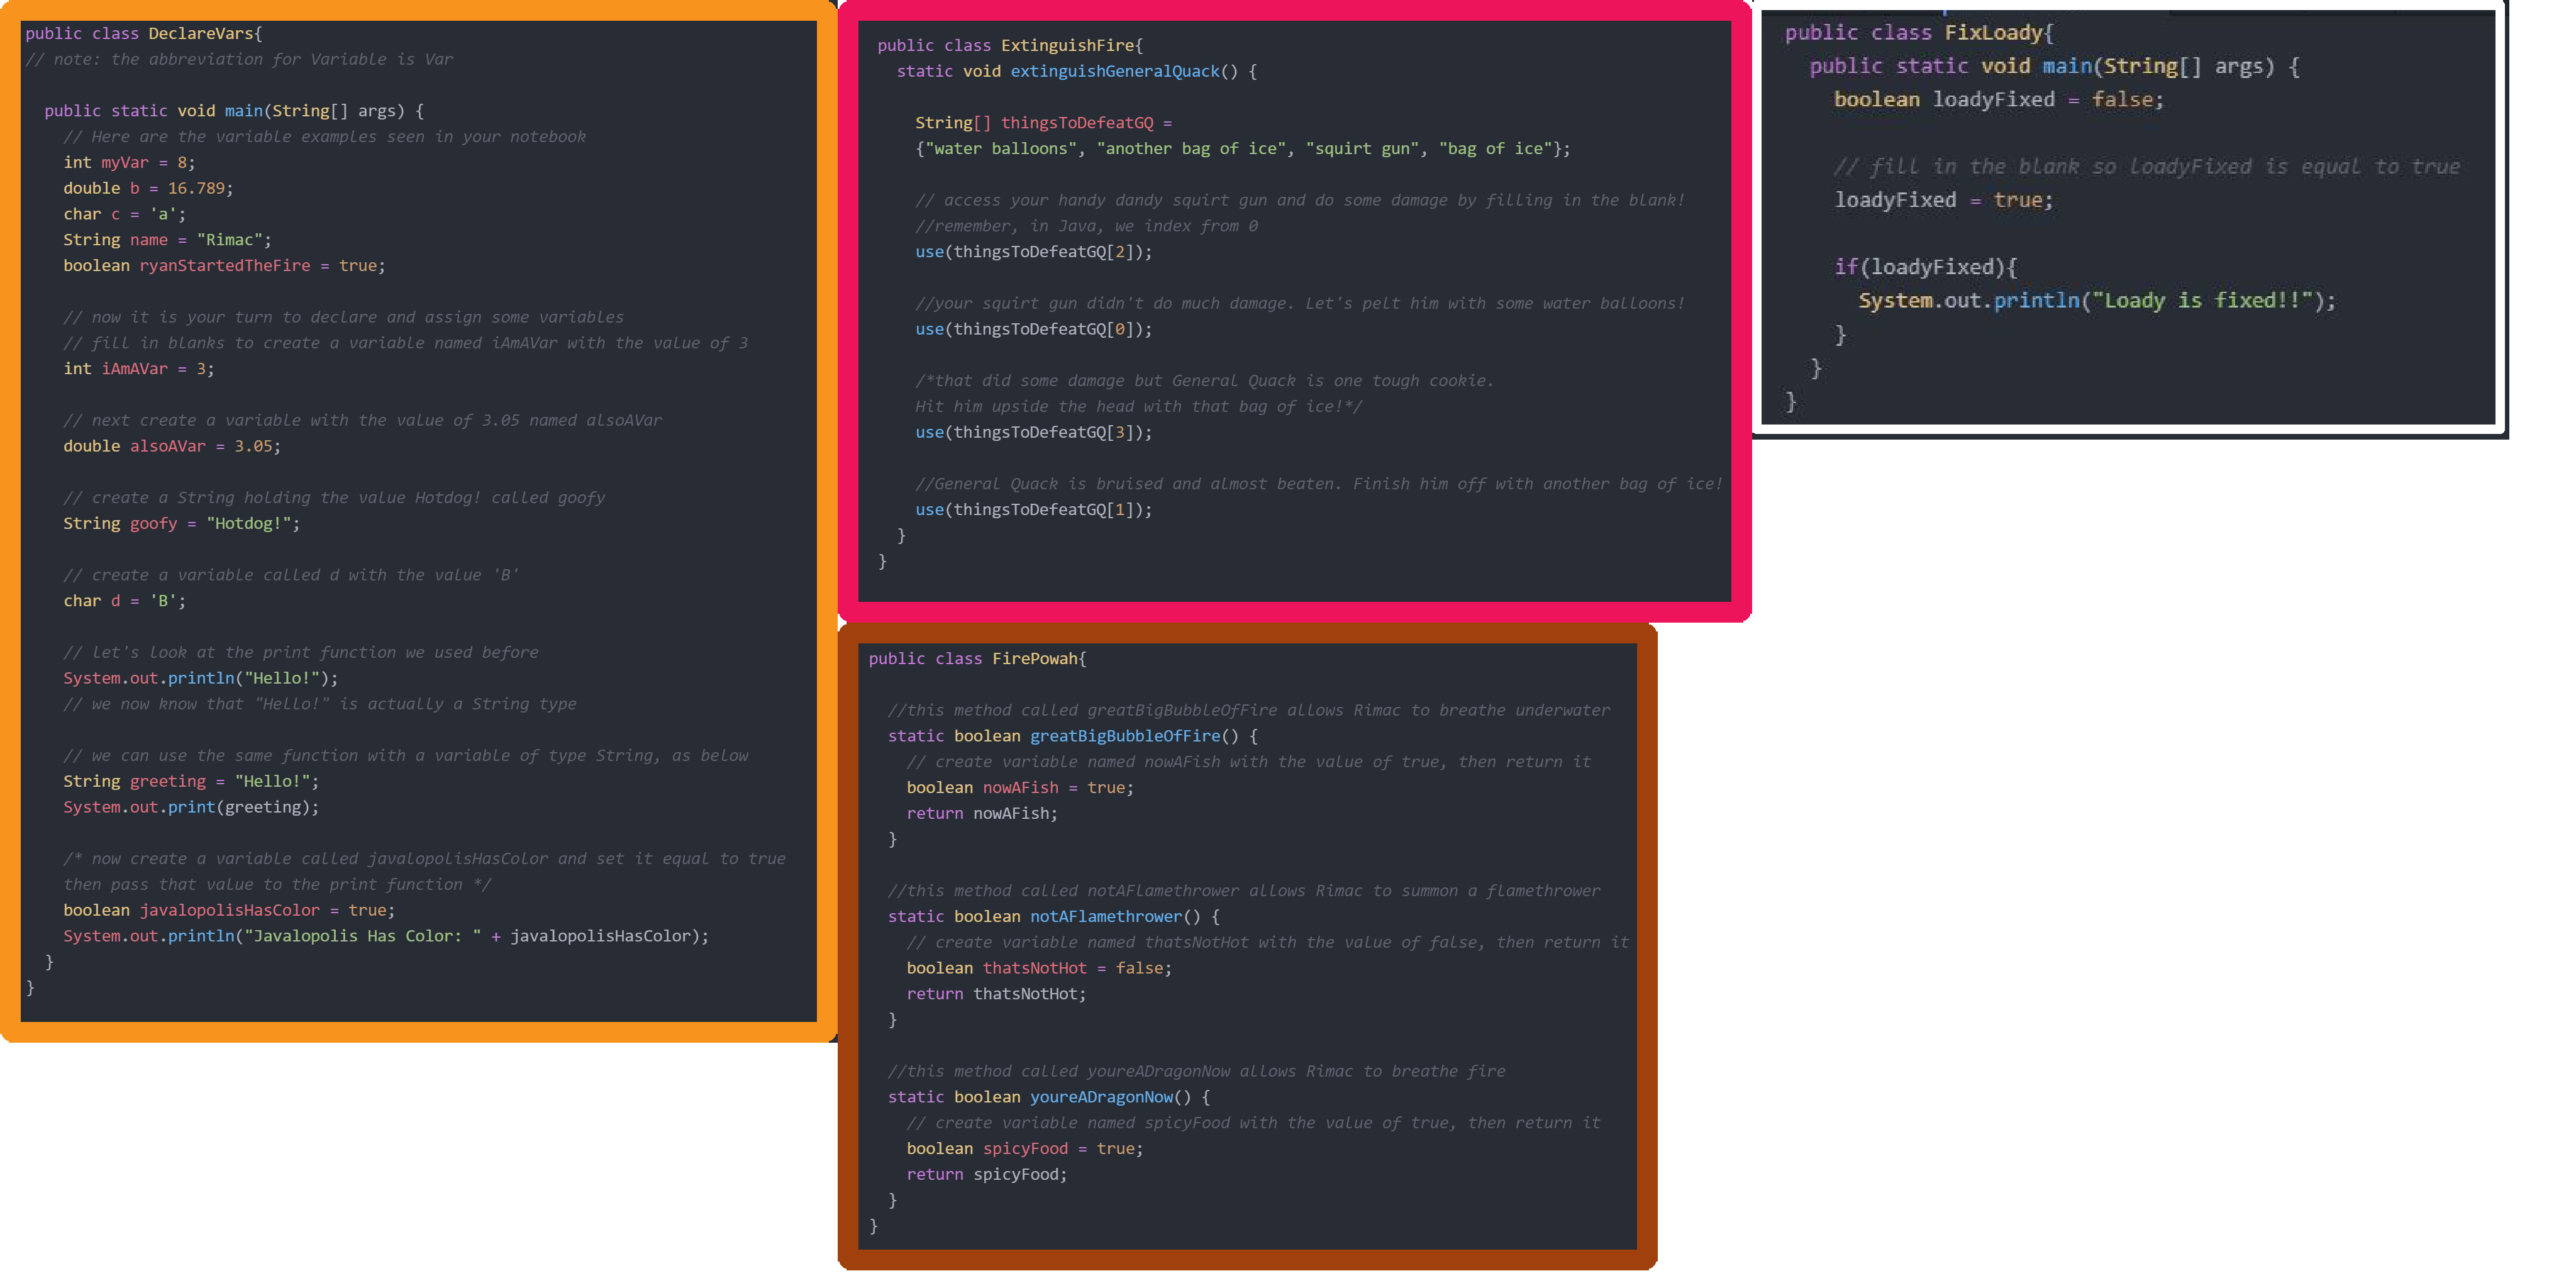 public class DeclareVars{
// note: the abbreviation for Variable is Var
public static void main(String[] args) {
// Here are the variable examples seen in your notebook
int myVar = 8;
double b = 16.789;
char c = 'a';
String name = "Rimac";
boolean ryanStartedTheFire = true;
// now it is your turn to declare and assign some variables
// fill in blanks to create a variable named iAmAVar with the value of 3
int iAmAVar = 3;
// next create a variable with the value of 3.05 named alsoAVar
double alsoAVar = 3.05;
// create a String holding the value Hotdog! called goofy
String goofy = "Hotdog!";
// create a variable called d with the value 'B'
char d = 'B';
// let's look at the print function we used before
System.out.println("Hello!");
// we now know that "Hello!" is actually a String type
// we can use the same function with a variable of type String, as below
String greeting = "Hello!";
System.out.print(greeting);
/* now create a variable called javalopolisHasColor and set it equal to true
then pass that value to the print function */
boolean javalopolisHasColor = true;
System.out.println("Javalopolis Has Color: " + javalopolisHasColor);
}
}
public class ExtinguishFire{
static void extinguishGeneralQuack() {
String[] thingsToDefeatGQ =
{"water balloons", "another bag of ice", "squirt gun", "bag of ice"};
// access your handy dandy squirt gun and do some damage by filling in the blank!
//remember, in Java, we index from 0
use(thingsToDefeatGQ[2]);
//your squirt gun didn't do much damage. Let's pelt him with some water balloons!
use(thingsToDefeatGQ[0]);
/*that did some damage but General Quack is one tough cookie.
Hit him upside the head with that bag of ice!*/
use(thingsToDefeatGQ[3]);
//General Quack is bruised and almost beaten. Finish him off with another bag of ice!
use(thingsToDefeatGQ[1]);
}
}
public class FirePowah{
//this method called greatBigBubbleOfFire allows Rimac to breathe underwater
static boolean greatBigBubbleOfFire() {
// create variable named nowAFish with the value of true, then return it
boolean nowAFish = true;
return nowAFish;
}
//this method called notAFlamethrower allows Rimac to summon a flamethrower
static boolean notAFlamethrower() {
// create variable named thatsNotHot with the value of false, then return it
boolean thatsNotHot = false;
return thatsNotHot;
}
//this method called youreADragonNow allows Rimac to breathe fire
static boolean youreADragonNow() {
// create variable named spicyFood with the value of true, then return it
boolean spicyFood = true;
return spicyFood;
}
}
public class FixLoady{
public static void main(String[] args) {
boolean loadyFixed = false;
// fill in the blank so loadyFixed is equal to true
loadyFixed = true;
if(loadyFixed){
System.out.println("Loady is fixed!!");
}
}
}